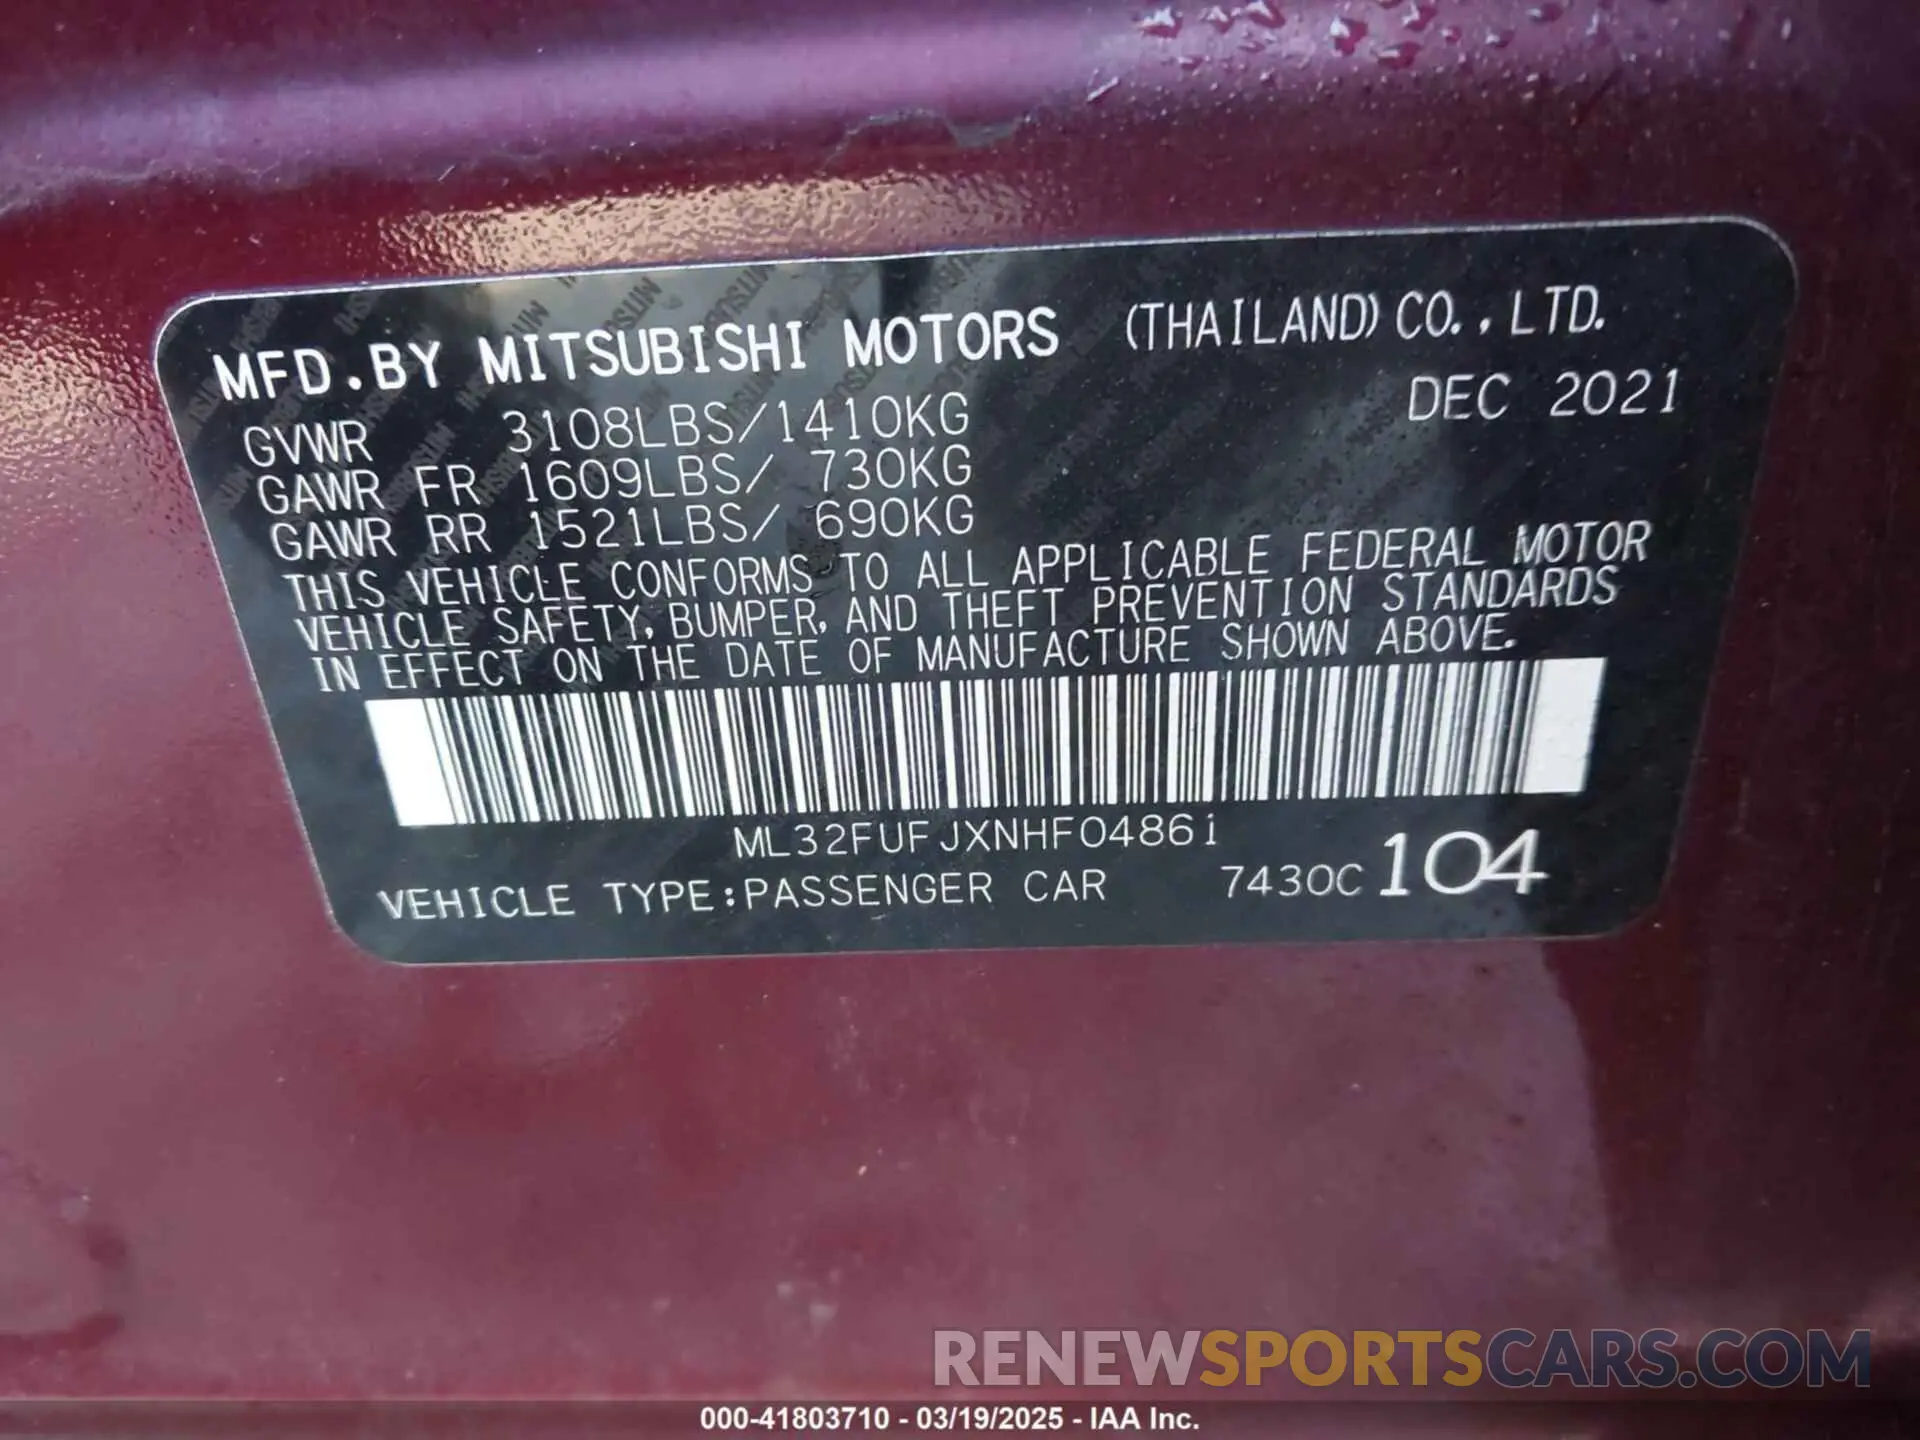 MFD.BY MITSUBISHI MOTORS (THAILAND) CO.,LTD.
DEC 2021
GVWR 3108LBS/1410KG
GAWR FR 1609LBS/ 730KG
GAWR RR 1521LBS/ 690KG
THIS VEHICLE CONFORMS TO ALL APPLICABLE FEDERAL MOTOR
VEHICLE SAFETY, BUMPER, AND THEFT PREVENTION STANDARDS
IN EFFECT ON THE DATE OF MANUFACTURE SHOWN ABOVE.
ML32FUFJXNHF04861
VEHICLE TYPE:PASSENGER CAR 7430C 104
RENEWSPORTSCARS.COM
000-41803710 - 03/19/2025 - IAA Inc.